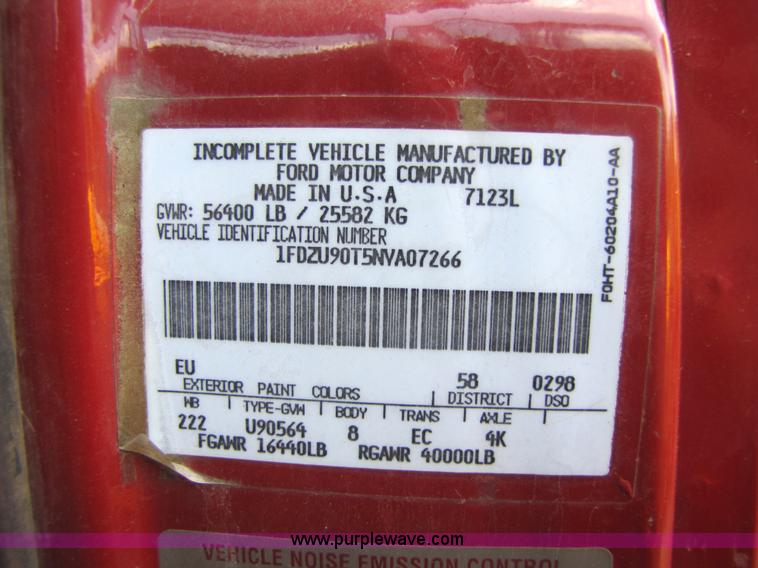 INCOMPLETE VEHICLE MANUFACTURED BY
FORD MOTOR COMPANY
MADE IN U.S.A 7123L
GVWR: 56400 LB / 25582 KG
VEHICLE IDENTIFICATION NUMBER
1FDZU90T5NVA07266
F0HT-60204A10-AA
EU 58 0298
EXTERIOR PAINT COLORS DISTRICT DSO
WB TYPE-GVW BODY TRANS AXLE
222 U90564 8 EC 4K
FGAWR 16440LB RGAWR 40000LB
www.purplewave.com
VEHICLE NOISE EMISSION CONTROL